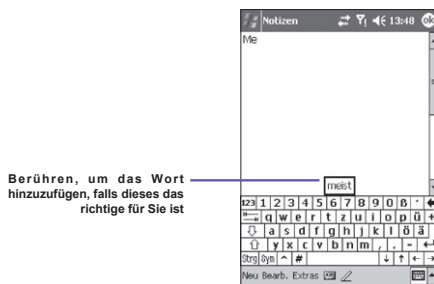 Notizen 13:48 ok
Me
Berühren, um das Wort
hinzuzufügen, falls dieses das
richtige für Sie ist
meist
123 1 2 3 4 5 6 7 8 9 0 ß ´
q w e r t z u i o p ü +
a s d f g h j k l ö ä
y x c v b n m , . -
Strg Sym ^ #
Neu Bearb. Extras